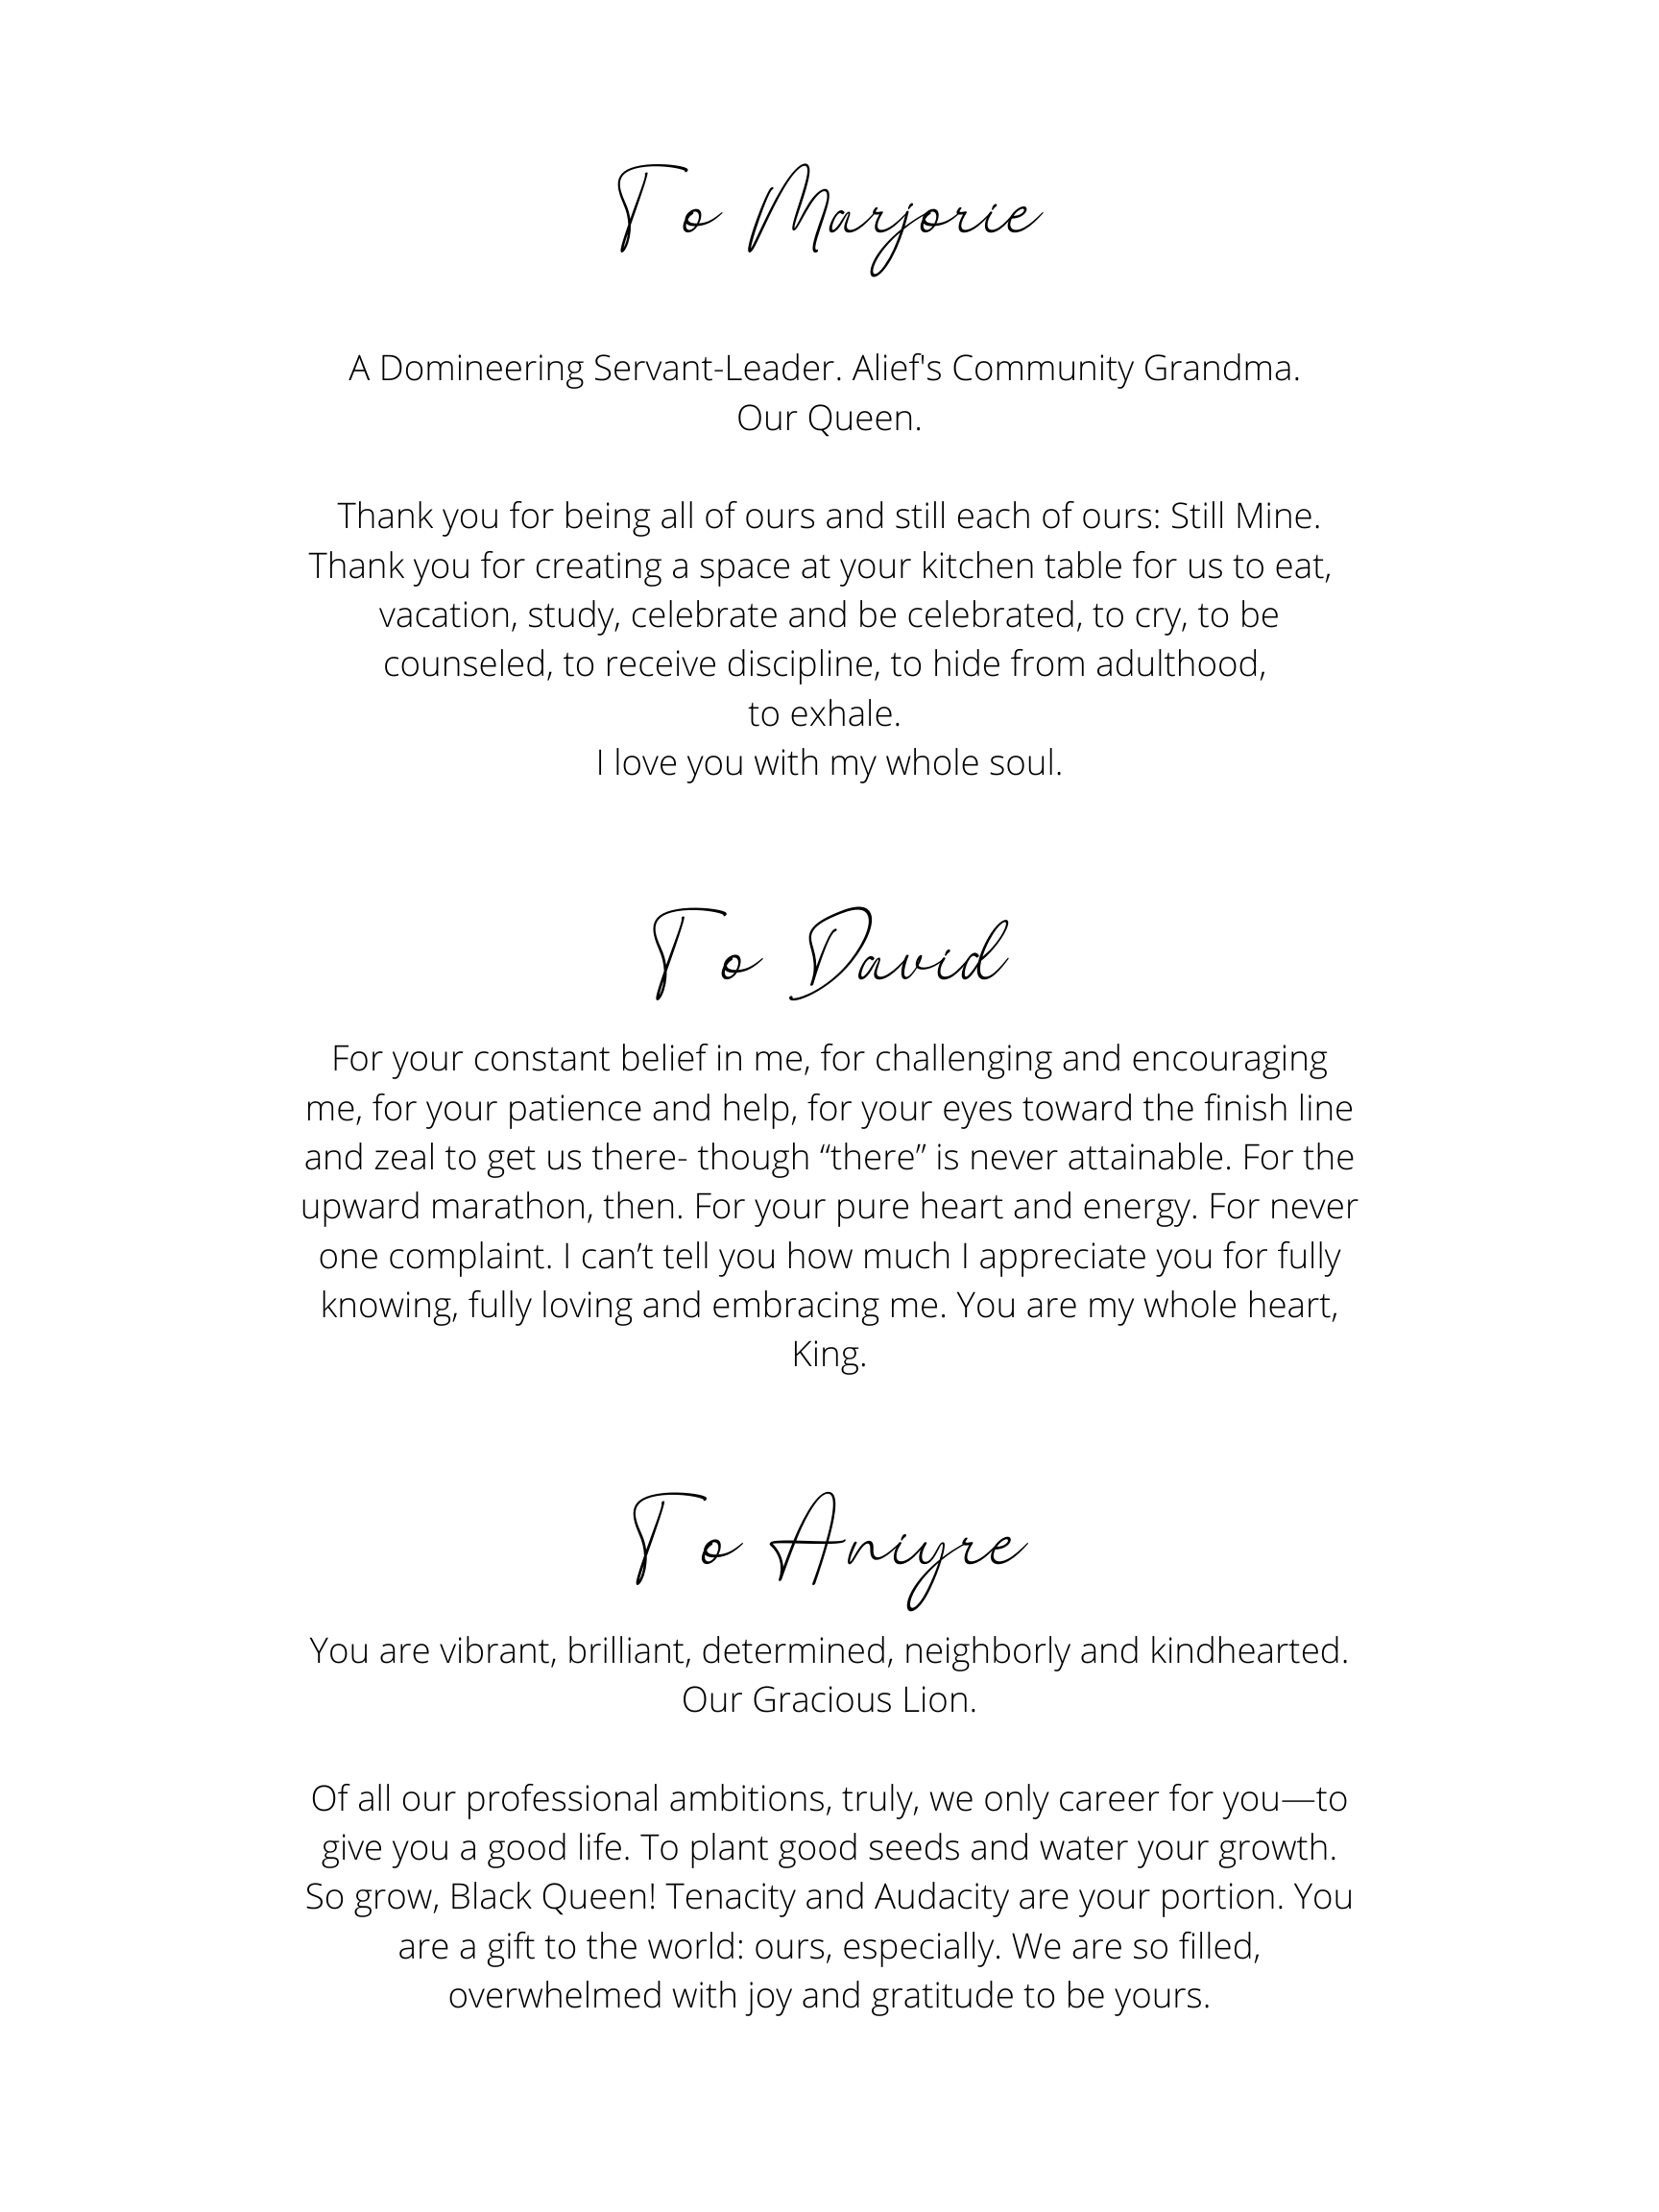 To Marjorie
A Domineering Servant-Leader. Alief's Community Grandma.
Our Queen.
Thank you for being all of ours and still each of ours: Still Mine.
Thank you for creating a space at your kitchen table for us to eat,
vacation, study, celebrate and be celebrated, to cry, to be
counseled, to receive discipline, to hide from adulthood,
to exhale.
I love you with my whole soul.
To David
For your constant belief in me, for challenging and encouraging
me, for your patience and help, for your eyes toward the finish line
and zeal to get us there- though “there” is never attainable. For the
upward marathon, then. For your pure heart and energy. For never
one complaint. I can’t tell you how much I appreciate you for fully
knowing, fully loving and embracing me. You are my whole heart,
King.
To Aniyre
You are vibrant, brilliant, determined, neighborly and kindhearted.
Our Gracious Lion.
Of all our professional ambitions, truly, we only career for you—to
give you a good life. To plant good seeds and water your growth.
So grow, Black Queen! Tenacity and Audacity are your portion. You
are a gift to the world: ours, especially. We are so filled,
overwhelmed with joy and gratitude to be yours.